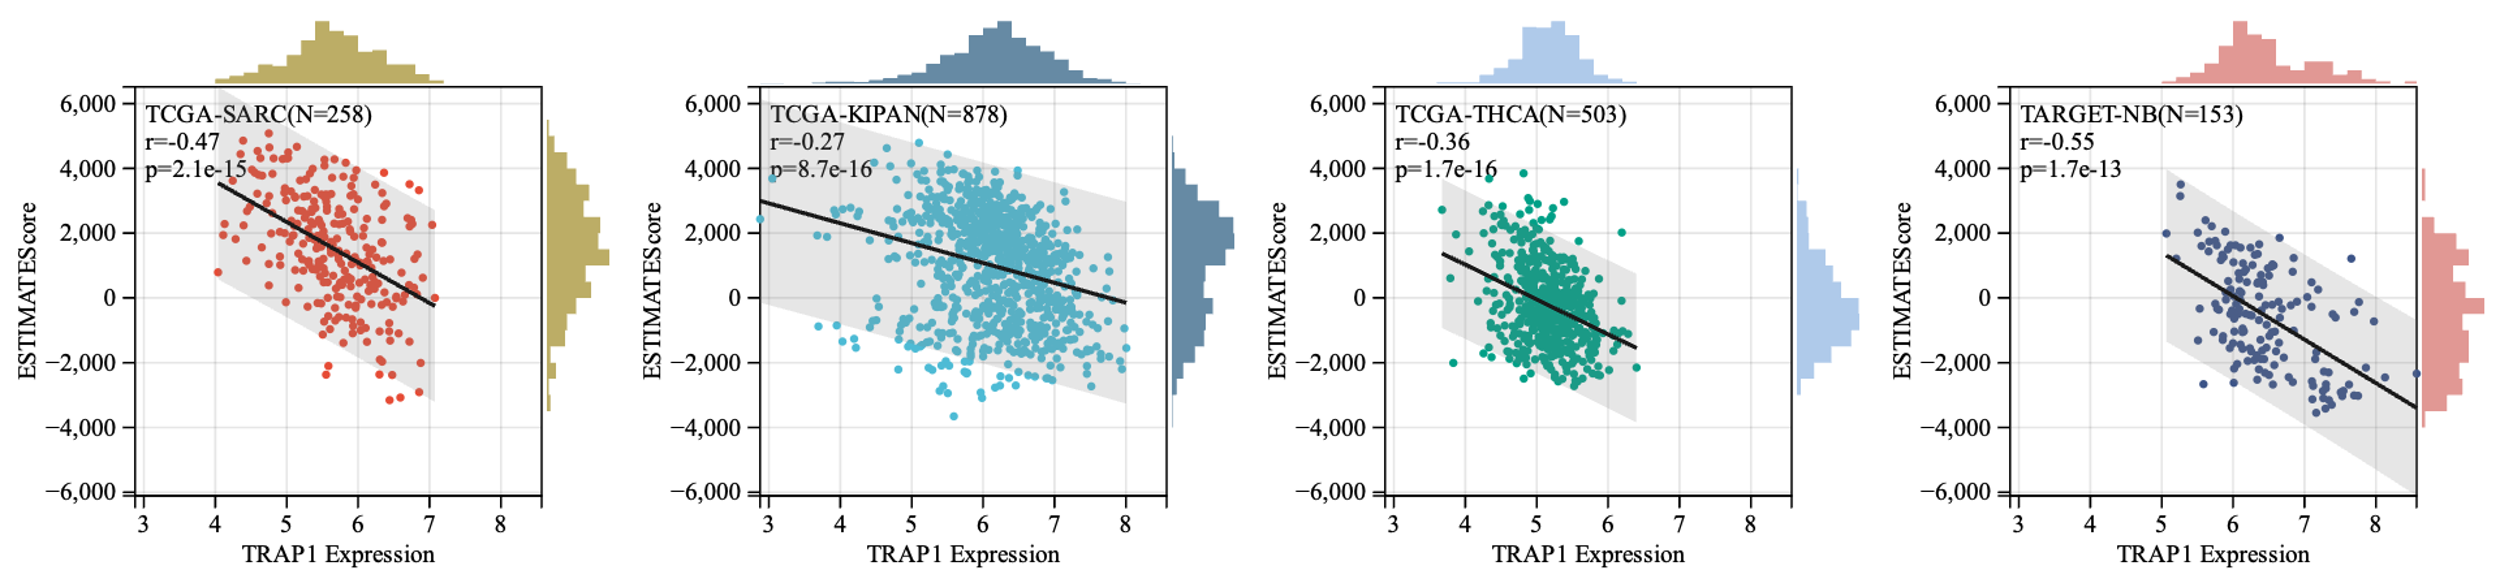 TCGA-SARC(N=258)
r=-0.47
p=2.1e-15
ESTIMATEScore
6,000
4,000
2,000
0
−2,000
−4,000
−6,000
3 4 5 6 7 8
TRAP1 Expression
TCGA-KIPAN(N=878)
r=-0.27
p=8.7e-16
ESTIMATEScore
6,000
4,000
2,000
0
−2,000
−4,000
−6,000
3 4 5 6 7 8
TRAP1 Expression
TCGA-THCA(N=503)
r=-0.36
p=1.7e-16
ESTIMATEScore
6,000
4,000
2,000
0
−2,000
−4,000
−6,000
3 4 5 6 7 8
TRAP1 Expression
TARGET-NB(N=153)
r=-0.55
p=1.7e-13
ESTIMATEScore
6,000
4,000
2,000
0
−2,000
−4,000
−6,000
3 4 5 6 7 8
TRAP1 Expression